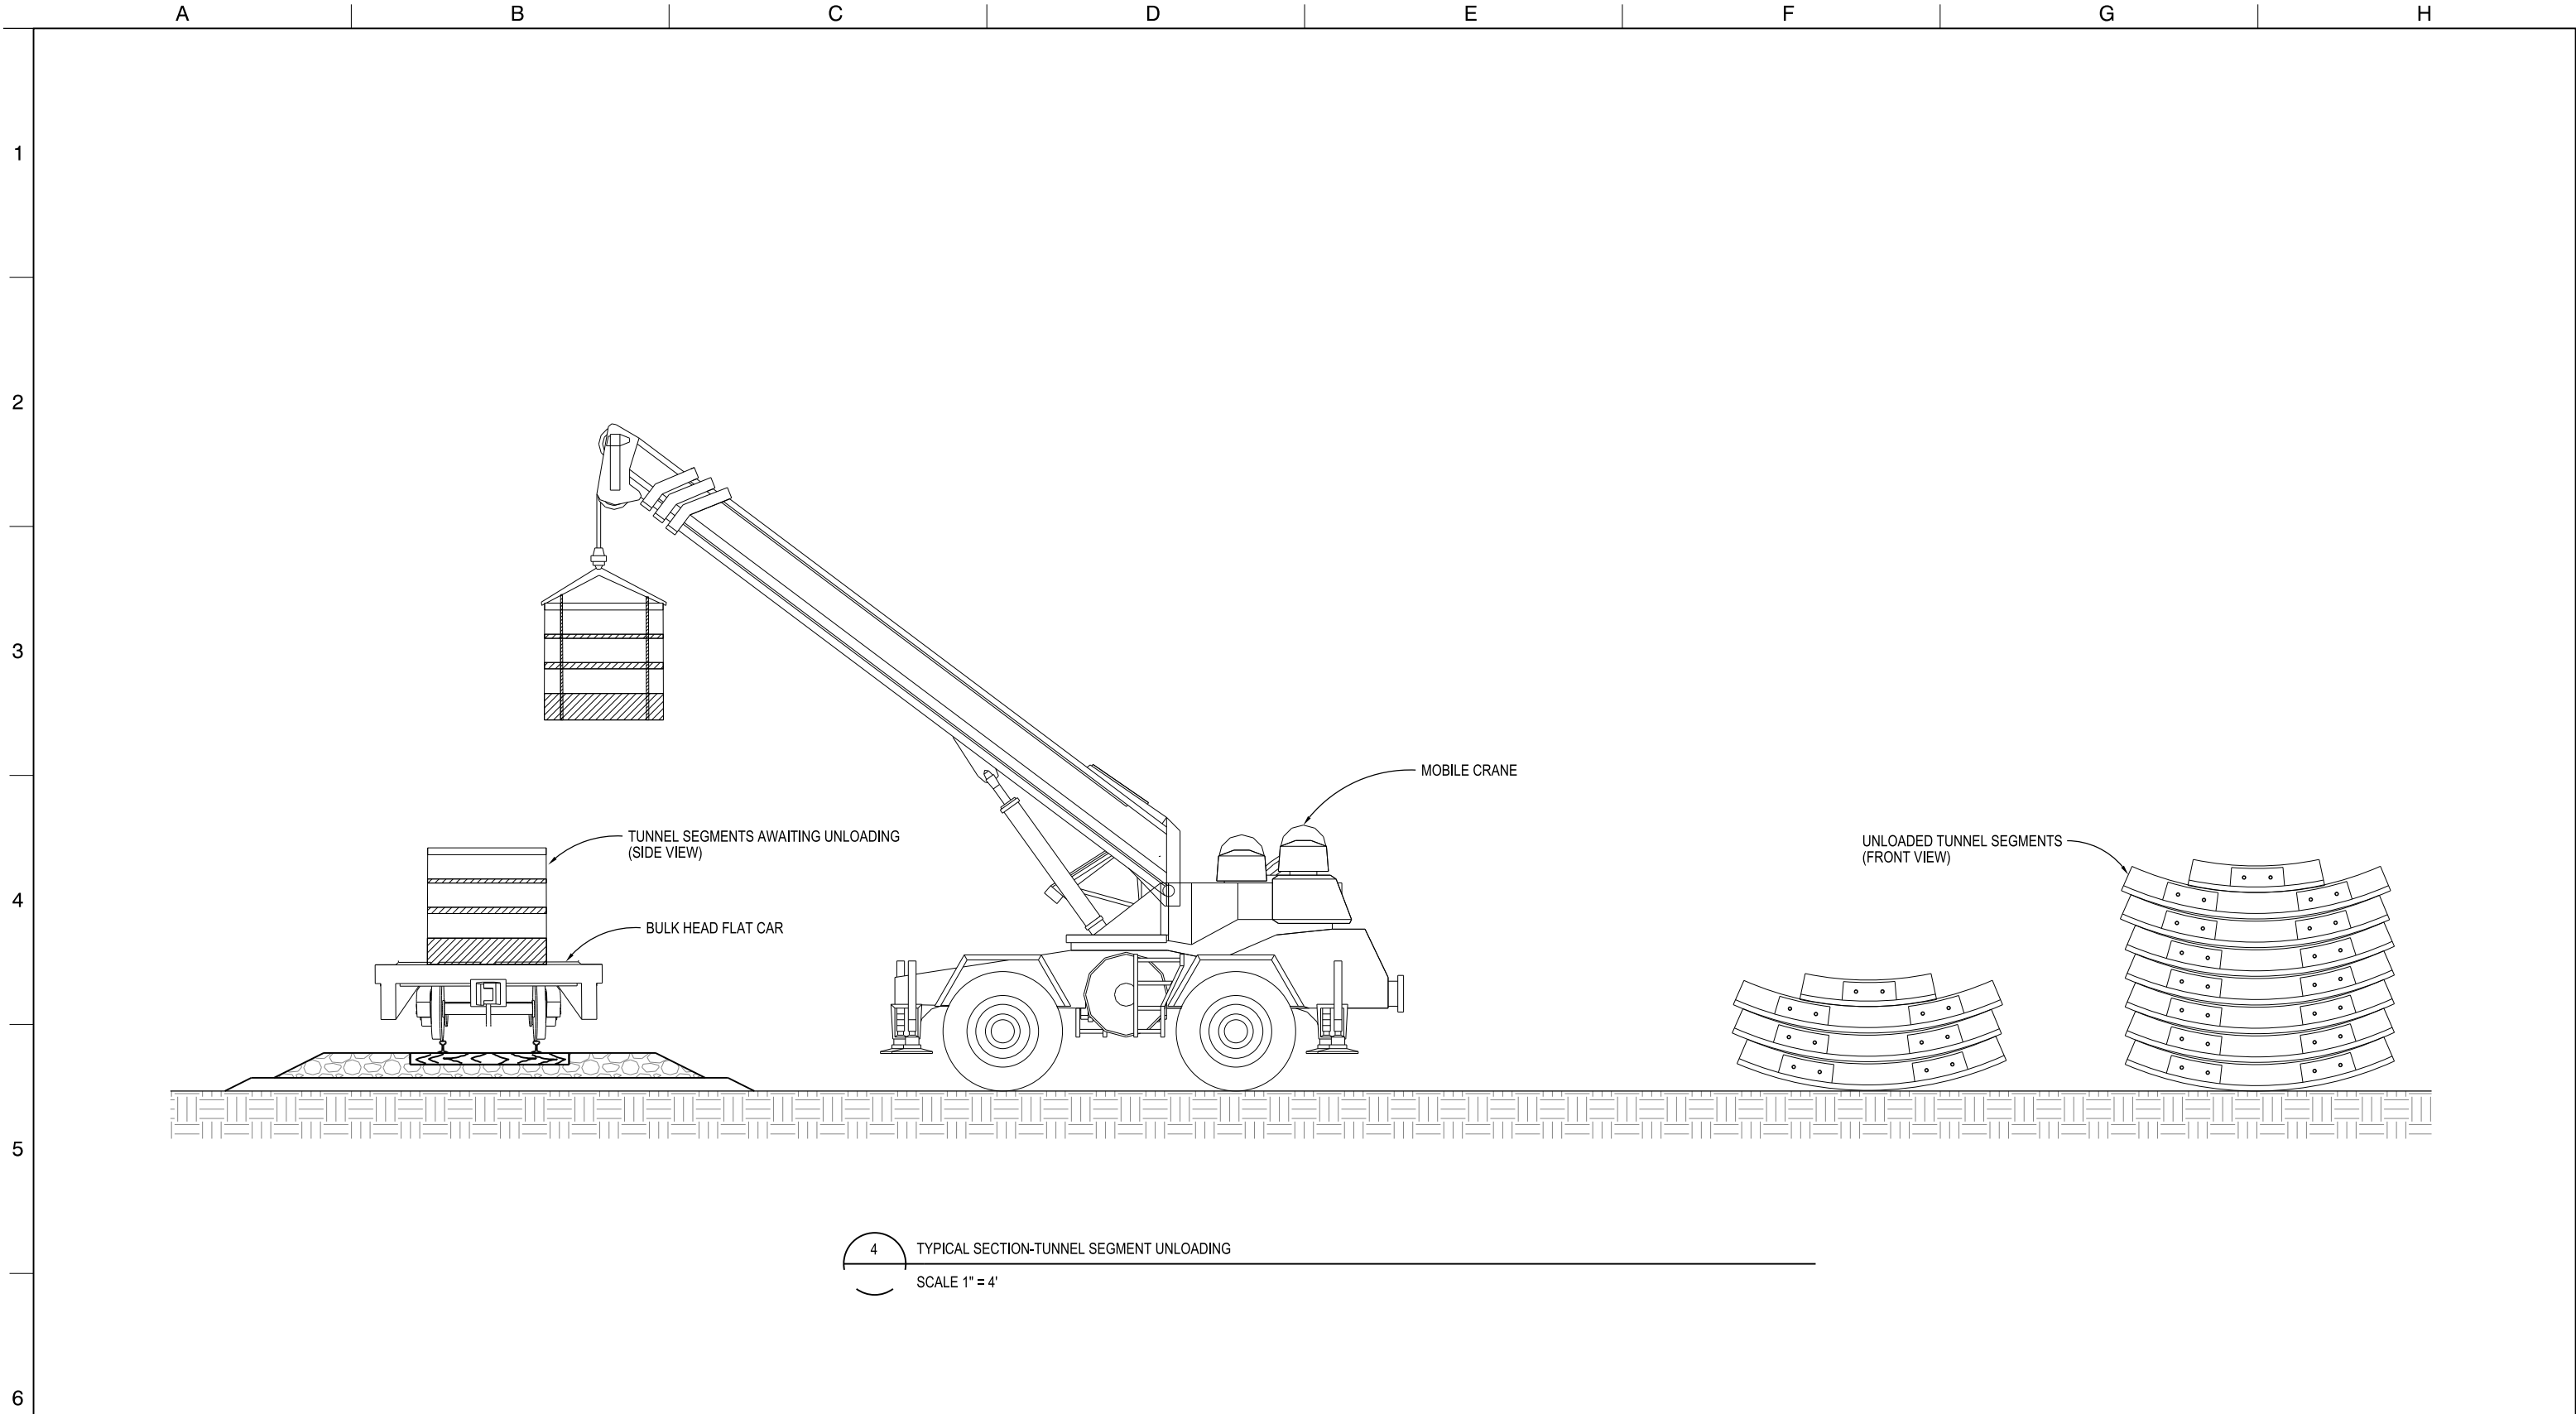 A B C D E F G H
1
2
3
MOBILE CRANE
TUNNEL SEGMENTS AWAITING UNLOADING
(SIDE VIEW)
UNLOADED TUNNEL SEGMENTS
(FRONT VIEW)
4
BULK HEAD FLAT CAR
5
4 TYPICAL SECTION-TUNNEL SEGMENT UNLOADING
SCALE 1" = 4'
6